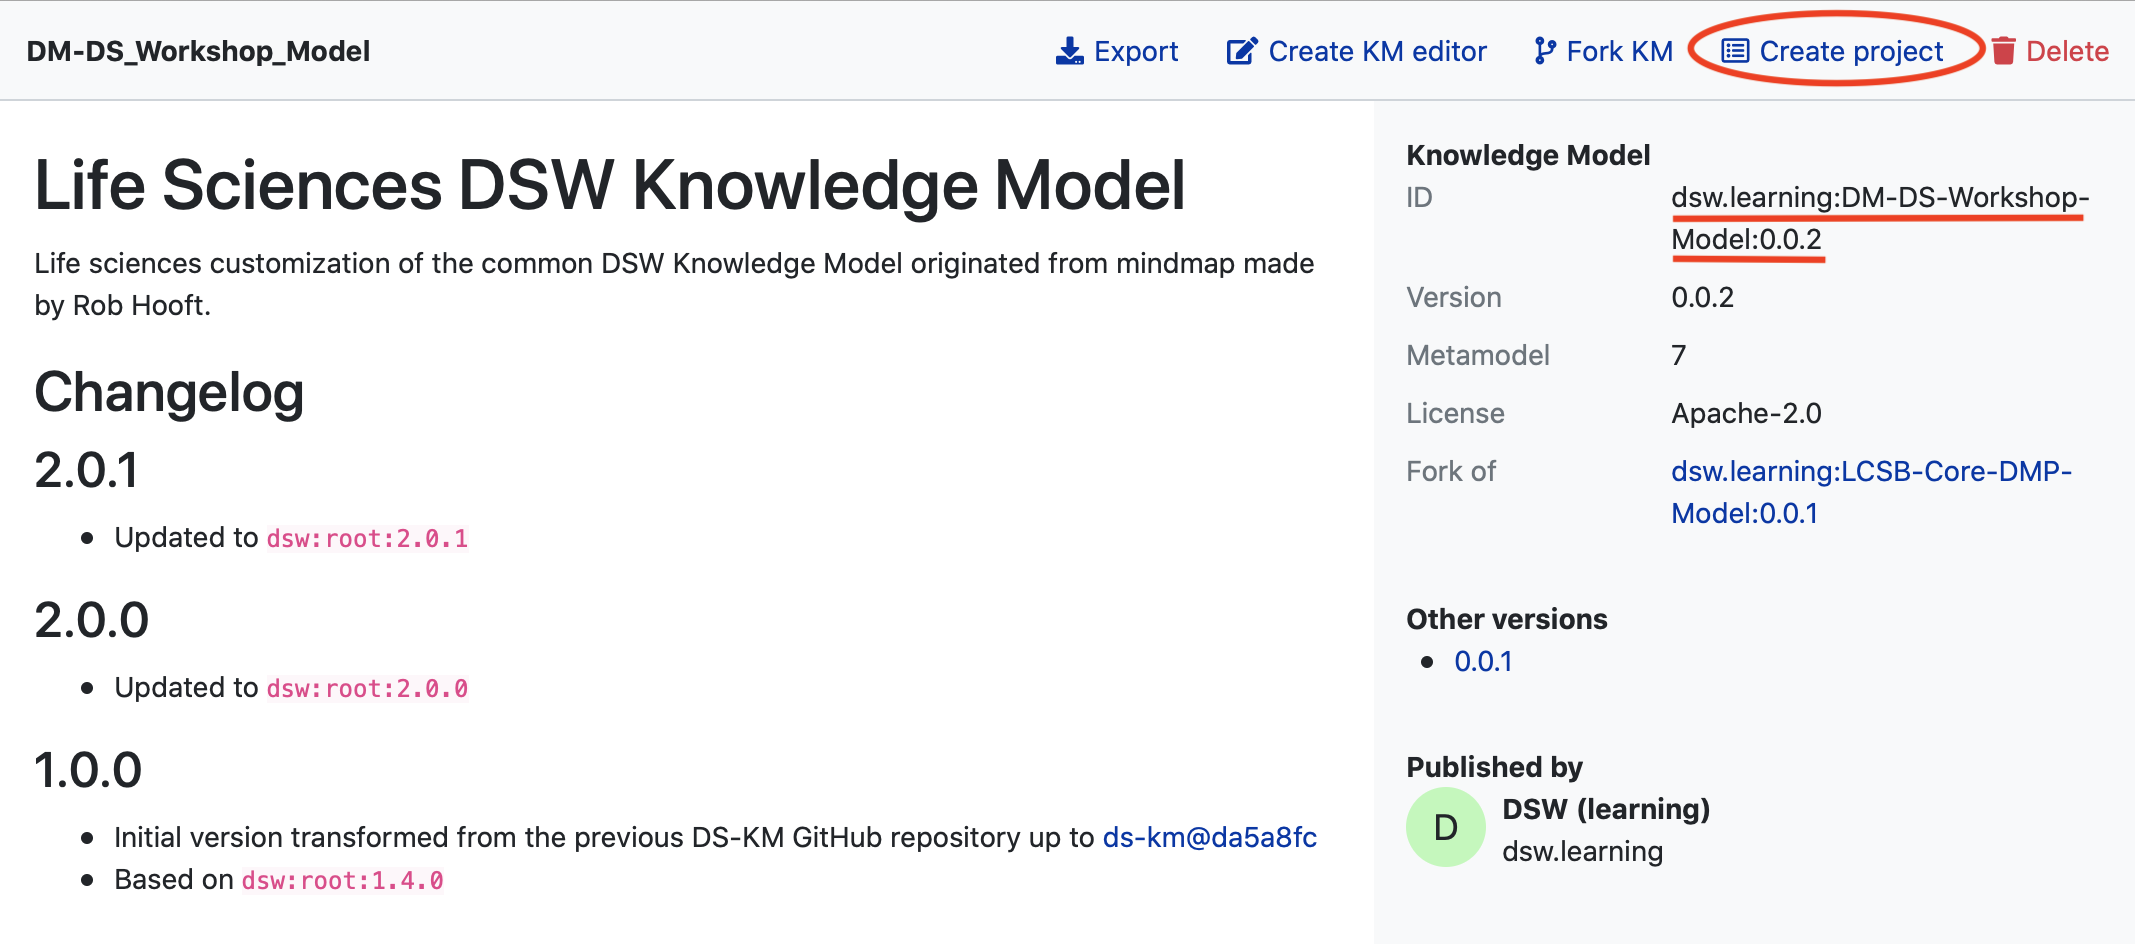 DM-DS_Workshop_Model
Export
Create KM editor
Fork KM
Create project
Delete
Life Sciences DSW Knowledge Model
Life sciences customization of the common DSW Knowledge Model originated from mindmap made
by Rob Hooft.
Changelog
2.0.1
Updated to dsw:root:2.0.1
2.0.0
Updated to dsw:root:2.0.0
1.0.0
Initial version transformed from the previous DS-KM GitHub repository up to ds-km@da5a8fc
Based on dsw:root:1.4.0
Knowledge Model
ID dsw.learning:DM-DS-Workshop-
Model:0.0.2
Version 0.0.2
Metamodel 7
License Apache-2.0
Fork of dsw.learning:LCSB-Core-DMP-
Model:0.0.1
Other versions
0.0.1
Published by
D
DSW (learning)
dsw.learning